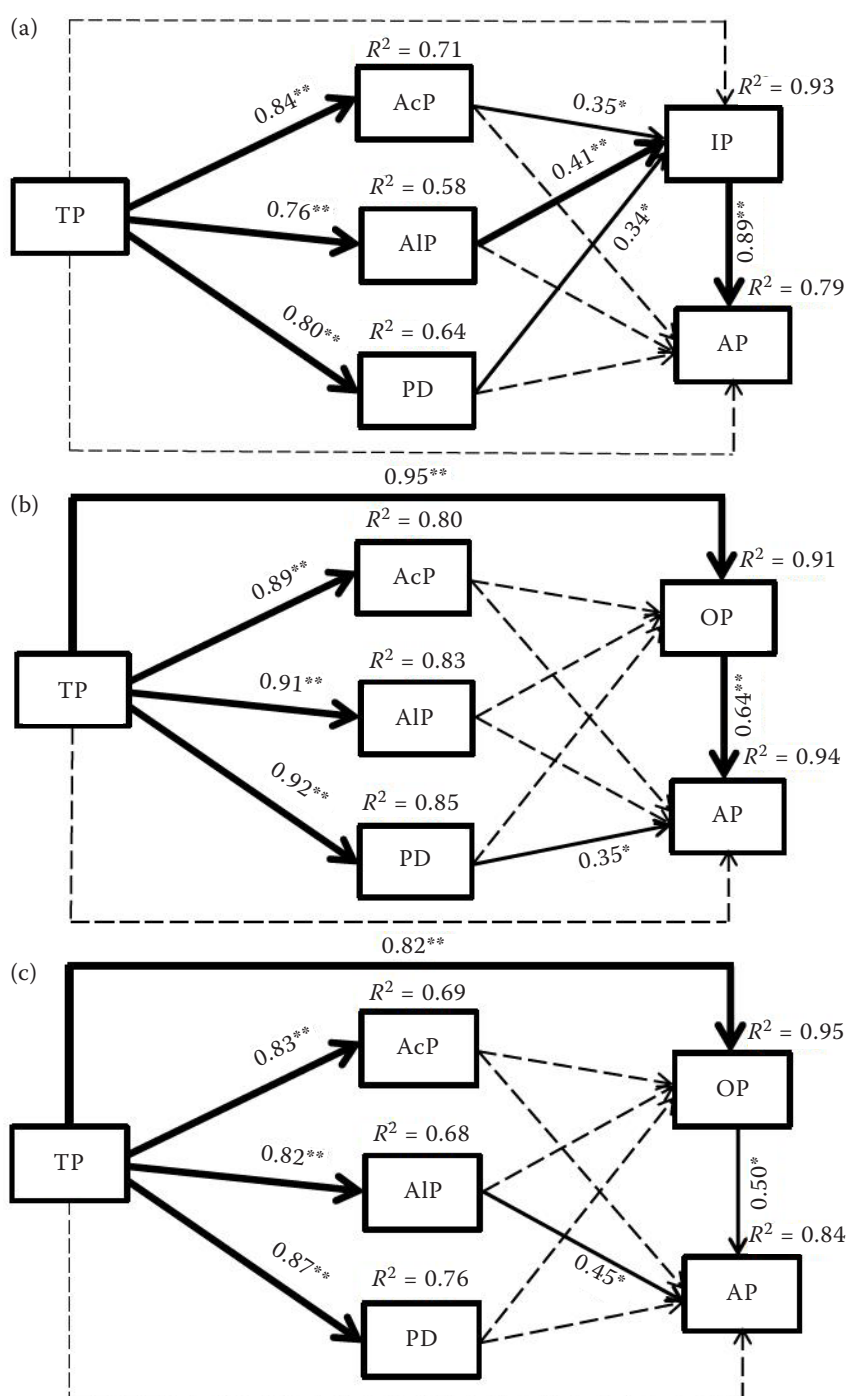 (a)
R² = 0.71
AcP
0.84**
0.35*
R² = 0.93
IP
TP
0.76**
R² = 0.58
AlP
0.41**
0.34*
0.89**
0.80**
R² = 0.64
PD
R² = 0.79
AP
0.95**
(b)
R² = 0.80
AcP
0.89**
R² = 0.91
OP
TP
0.91**
R² = 0.83
AlP
0.64**
0.92**
R² = 0.85
PD
0.35*
R² = 0.94
AP
0.82**
(c)
R² = 0.69
AcP
0.83**
R² = 0.95
OP
TP
0.82**
R² = 0.68
AlP
0.50*
0.87**
R² = 0.76
PD
0.45*
R² = 0.84
AP